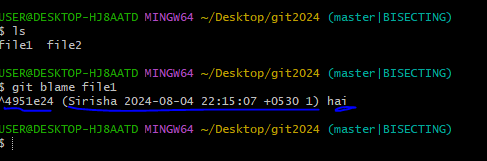 USER@DESKTOP-HJ8AATD MINGW64 ~/Desktop/git2024 (master|BISECTING)
$ ls
file1  file2
USER@DESKTOP-HJ8AATD MINGW64 ~/Desktop/git2024 (master|BISECTING)
$ git blame file1
^4951e24 (Sirisha 2024-08-04 22:15:07 +0530 1) hai
USER@DESKTOP-HJ8AATD MINGW64 ~/Desktop/git2024 (master|BISECTING)
$